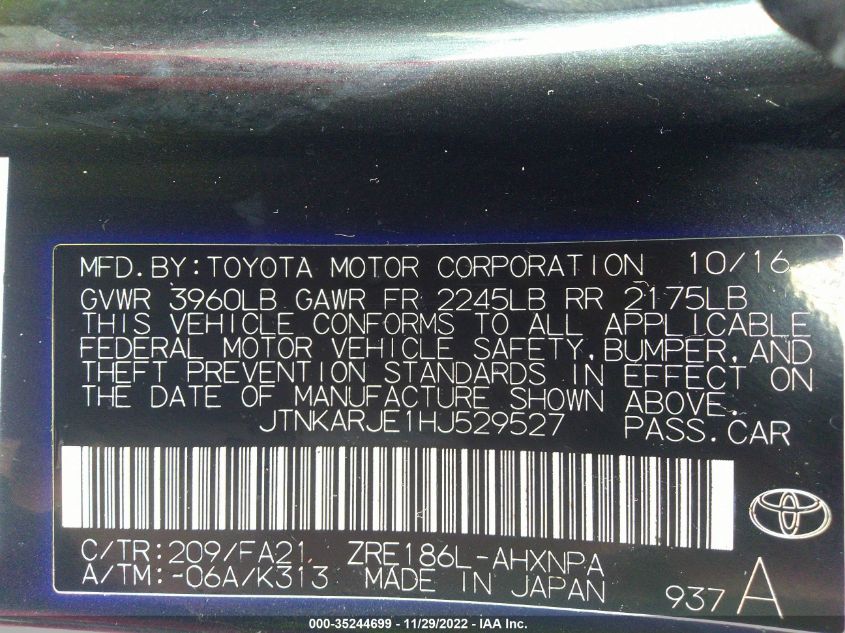 MFD.BY:TOYOTA MOTOR CORPORATION 10/16
GVWR 3960LB GAWR FR 2245LB RR 2175LB
THIS VEHICLE CONFORMS TO ALL APPLICABLE
FEDERAL MOTOR VEHICLE SAFETY,BUMPER,AND
THEFT PREVENTION STANDARDS IN EFFECT ON
THE DATE OF MANUFACTURE SHOWN ABOVE.
JTNKARJE1HJ529527 PASS.CAR
C/TR:209/FA21 ZRE186L-AHXNPA
A/TM:-06A/K313 MADE IN JAPAN 937 A
000-35244699 - 11/29/2022 - IAA Inc.